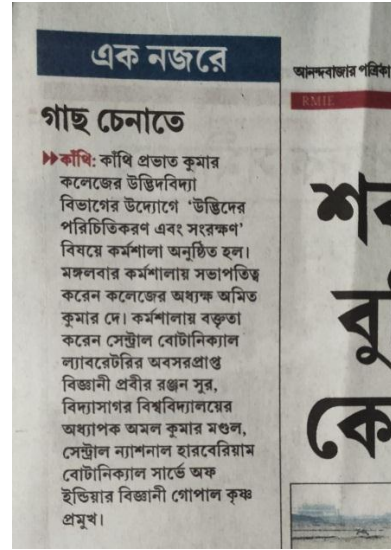 এক নজরে
আনন্দবাজার পত্রিকা
RMIE
গাছ চেনাতে
কাঁথি: কাঁথি প্রভাত কুমার
কলেজের উদ্ভিদবিদ্যা
বিভাগের উদ্যোগে ‘উদ্ভিদের
পরিচিতিকরণ এবং সংরক্ষণ’
বিষয়ে কর্মশালা অনুষ্ঠিত হল।
মঙ্গলবার কর্মশালায় সভাপতিত্ব
করেন কলেজের অধ্যক্ষ অমিত
কুমার দে। কর্মশালায় বক্তৃতা
করেন সেন্ট্রাল বোটানিক্যাল
ল্যাবরেটরির অবসরপ্রাপ্ত
বিজ্ঞানী প্রবীর রঞ্জন সুর,
বিদ্যাসাগর বিশ্ববিদ্যালয়ের
অধ্যাপক অমল কুমার মণ্ডল,
সেন্ট্রাল ন্যাশনাল হারবেরিয়াম
বোটানিক্যাল সার্ভে অফ
ইন্ডিয়ার বিজ্ঞানী গোপাল কৃষ্ণ
প্রমুখ।